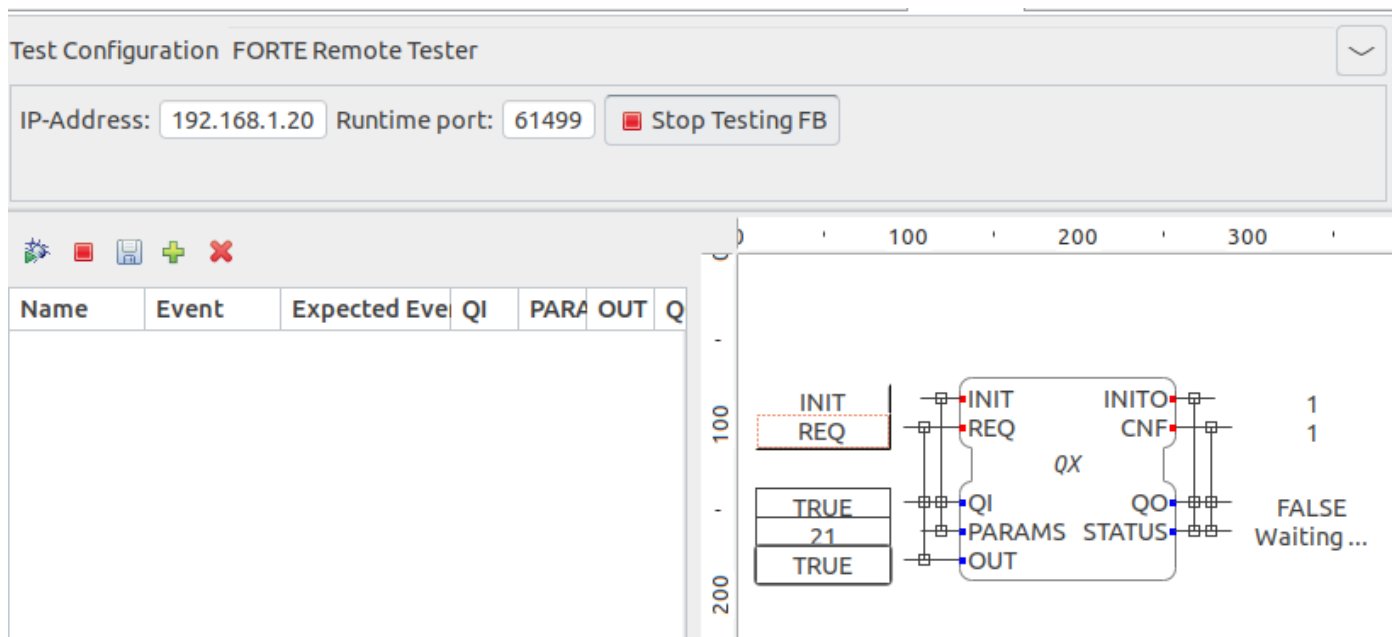 Test Configuration FORTE Remote Tester
IP-Address: 192.168.1.20 Runtime port: 61499 Stop Testing FB
0 100 200 300
Name Event Expected Eve QI PARA OUT Q
0
100
200
INIT INIT INITO 1
REQ REQ CNF 1
QX
TRUE QI QO FALSE
21 PARAMS STATUS Waiting ...
TRUE OUT